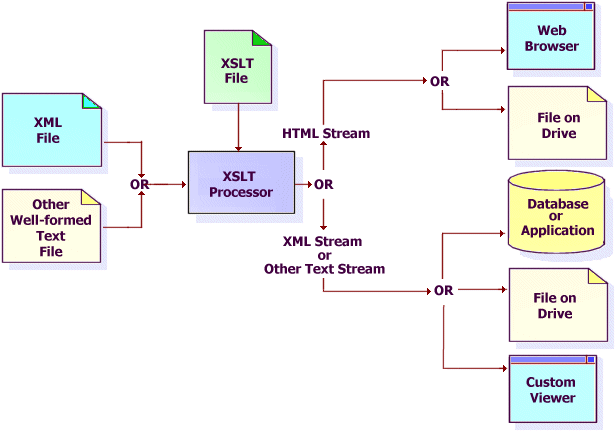 XML
File
OR
Other
Well-formed
Text
File
XSLT
File
XSLT
Processor
OR
HTML Stream
OR
Web
Browser
File on
Drive
XML Stream
or
Other Text Stream
OR
Database
or
Application
File on
Drive
Custom
Viewer